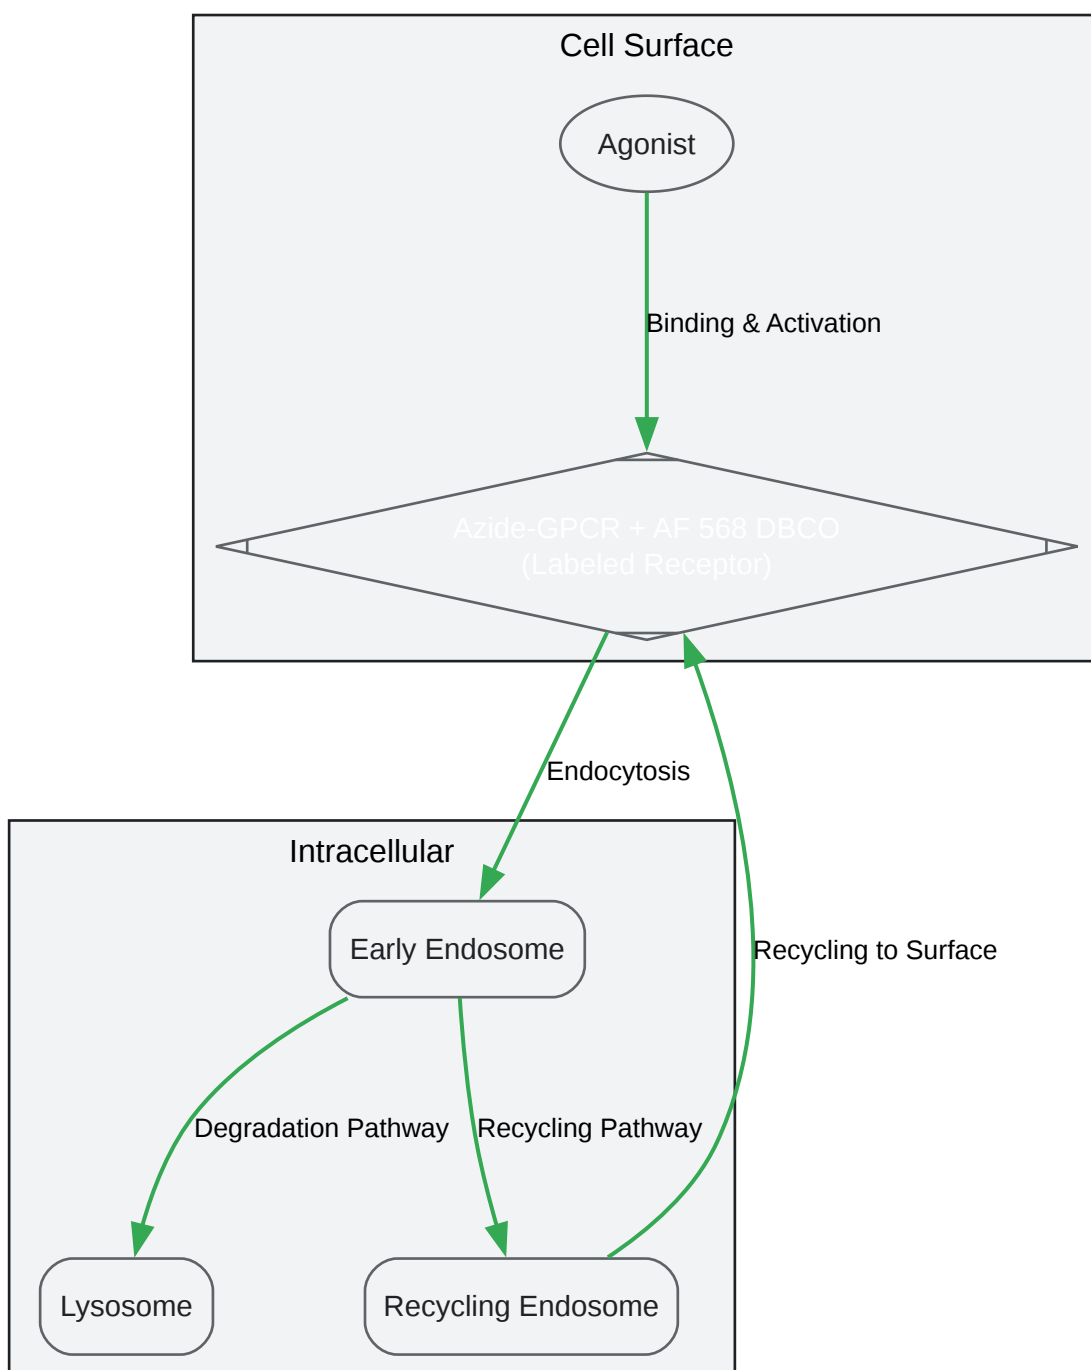 Cell Surface
Agonist
Binding & Activation
Azide-GPCR + AF 568 DBCO
(Labeled Receptor)
Endocytosis
Intracellular
Early Endosome
Recycling to Surface
Degradation Pathway
Recycling Pathway
Lysosome
Recycling Endosome